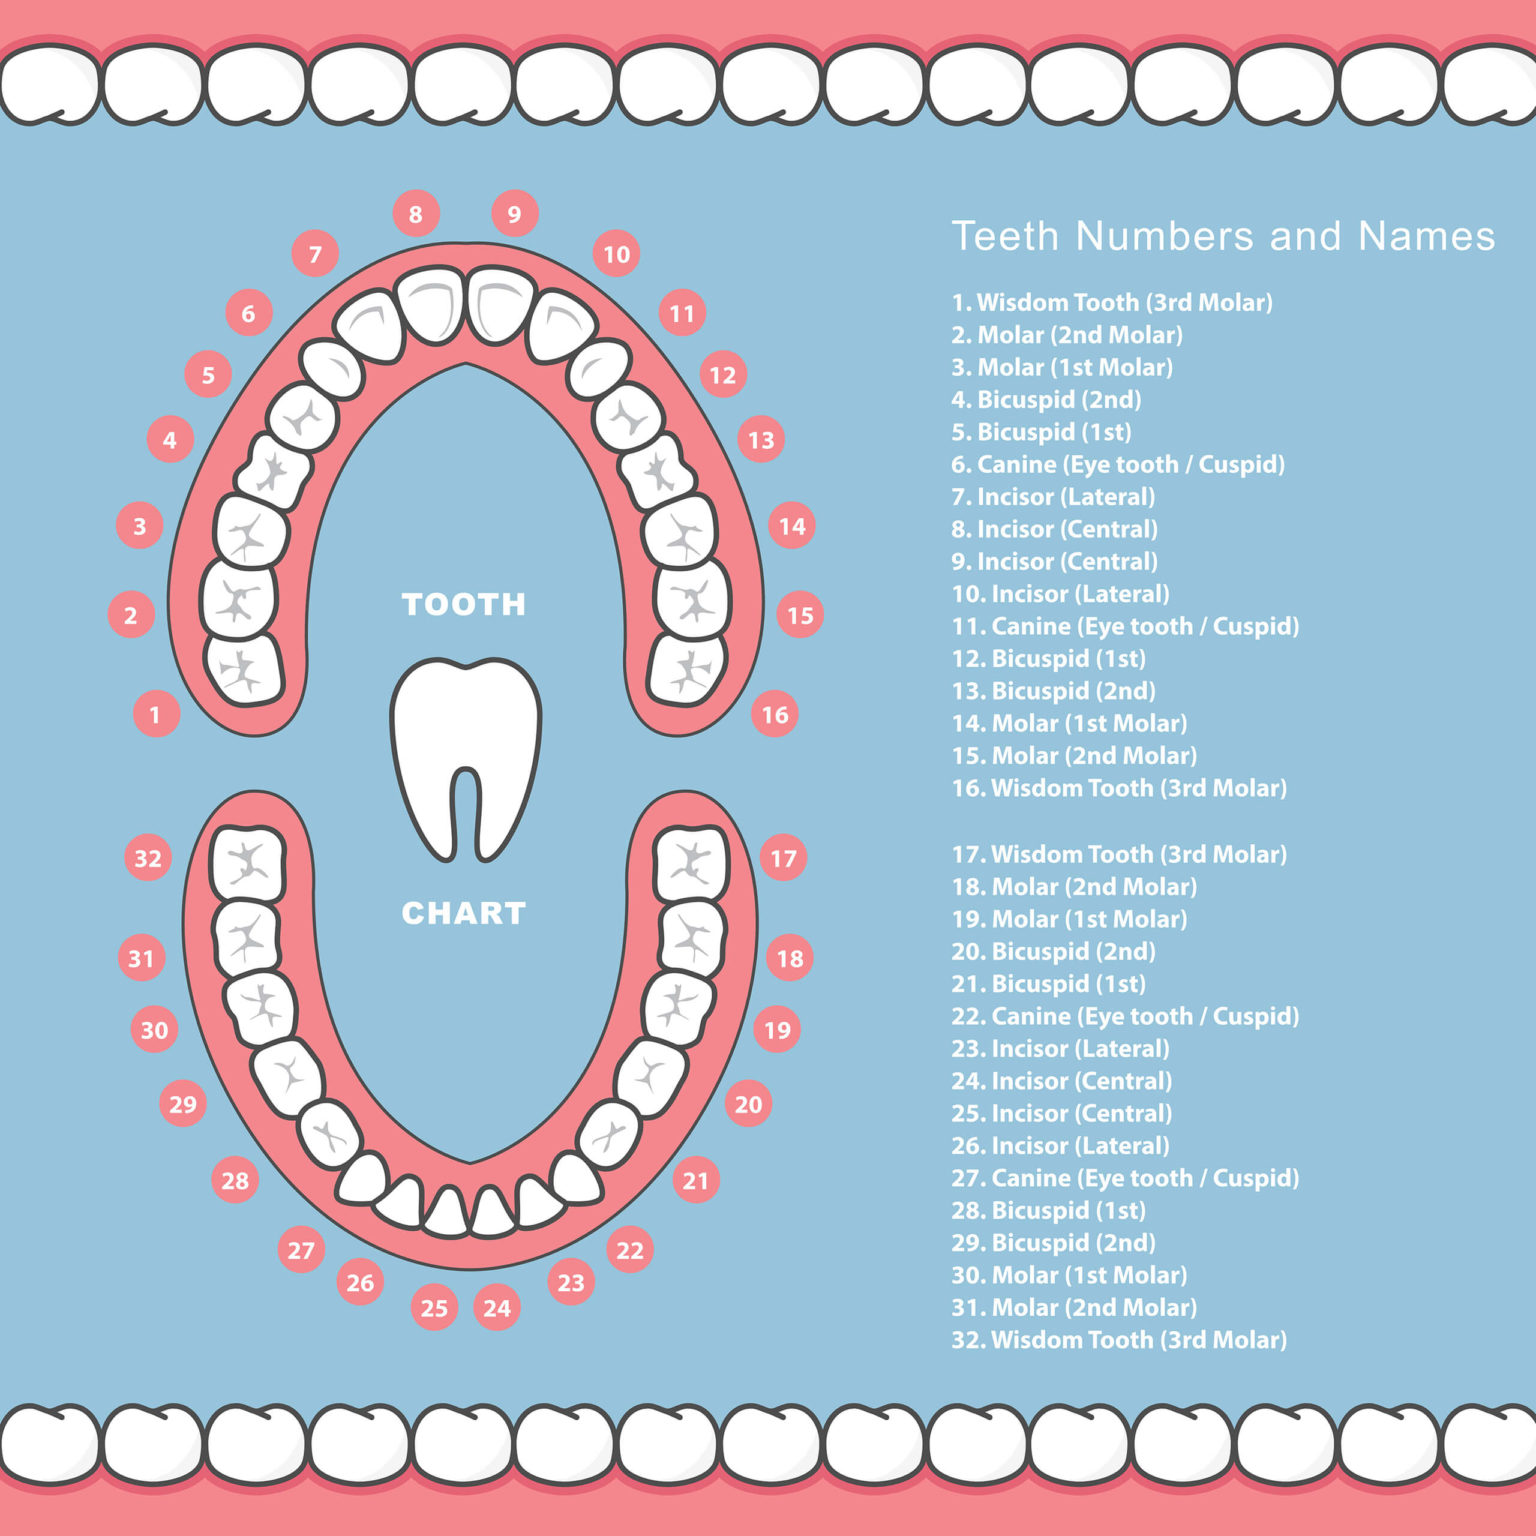 8 9
7 10
6 11
5 12
4 13
3 14
2 15
1 16
TOOTH
CHART
32 17
31 18
30 19
29 20
28 21
27 22
26 23
25 24
Teeth Numbers and Names
1. Wisdom Tooth (3rd Molar)
2. Molar (2nd Molar)
3. Molar (1st Molar)
4. Bicuspid (2nd)
5. Bicuspid (1st)
6. Canine (Eye tooth / Cuspid)
7. Incisor (Lateral)
8. Incisor (Central)
9. Incisor (Central)
10. Incisor (Lateral)
11. Canine (Eye tooth / Cuspid)
12. Bicuspid (1st)
13. Bicuspid (2nd)
14. Molar (1st Molar)
15. Molar (2nd Molar)
16. Wisdom Tooth (3rd Molar)
17. Wisdom Tooth (3rd Molar)
18. Molar (2nd Molar)
19. Molar (1st Molar)
20. Bicuspid (2nd)
21. Bicuspid (1st)
22. Canine (Eye tooth / Cuspid)
23. Incisor (Lateral)
24. Incisor (Central)
25. Incisor (Central)
26. Incisor (Lateral)
27. Canine (Eye tooth / Cuspid)
28. Bicuspid (1st)
29. Bicuspid (2nd)
30. Molar (1st Molar)
31. Molar (2nd Molar)
32. Wisdom Tooth (3rd Molar)